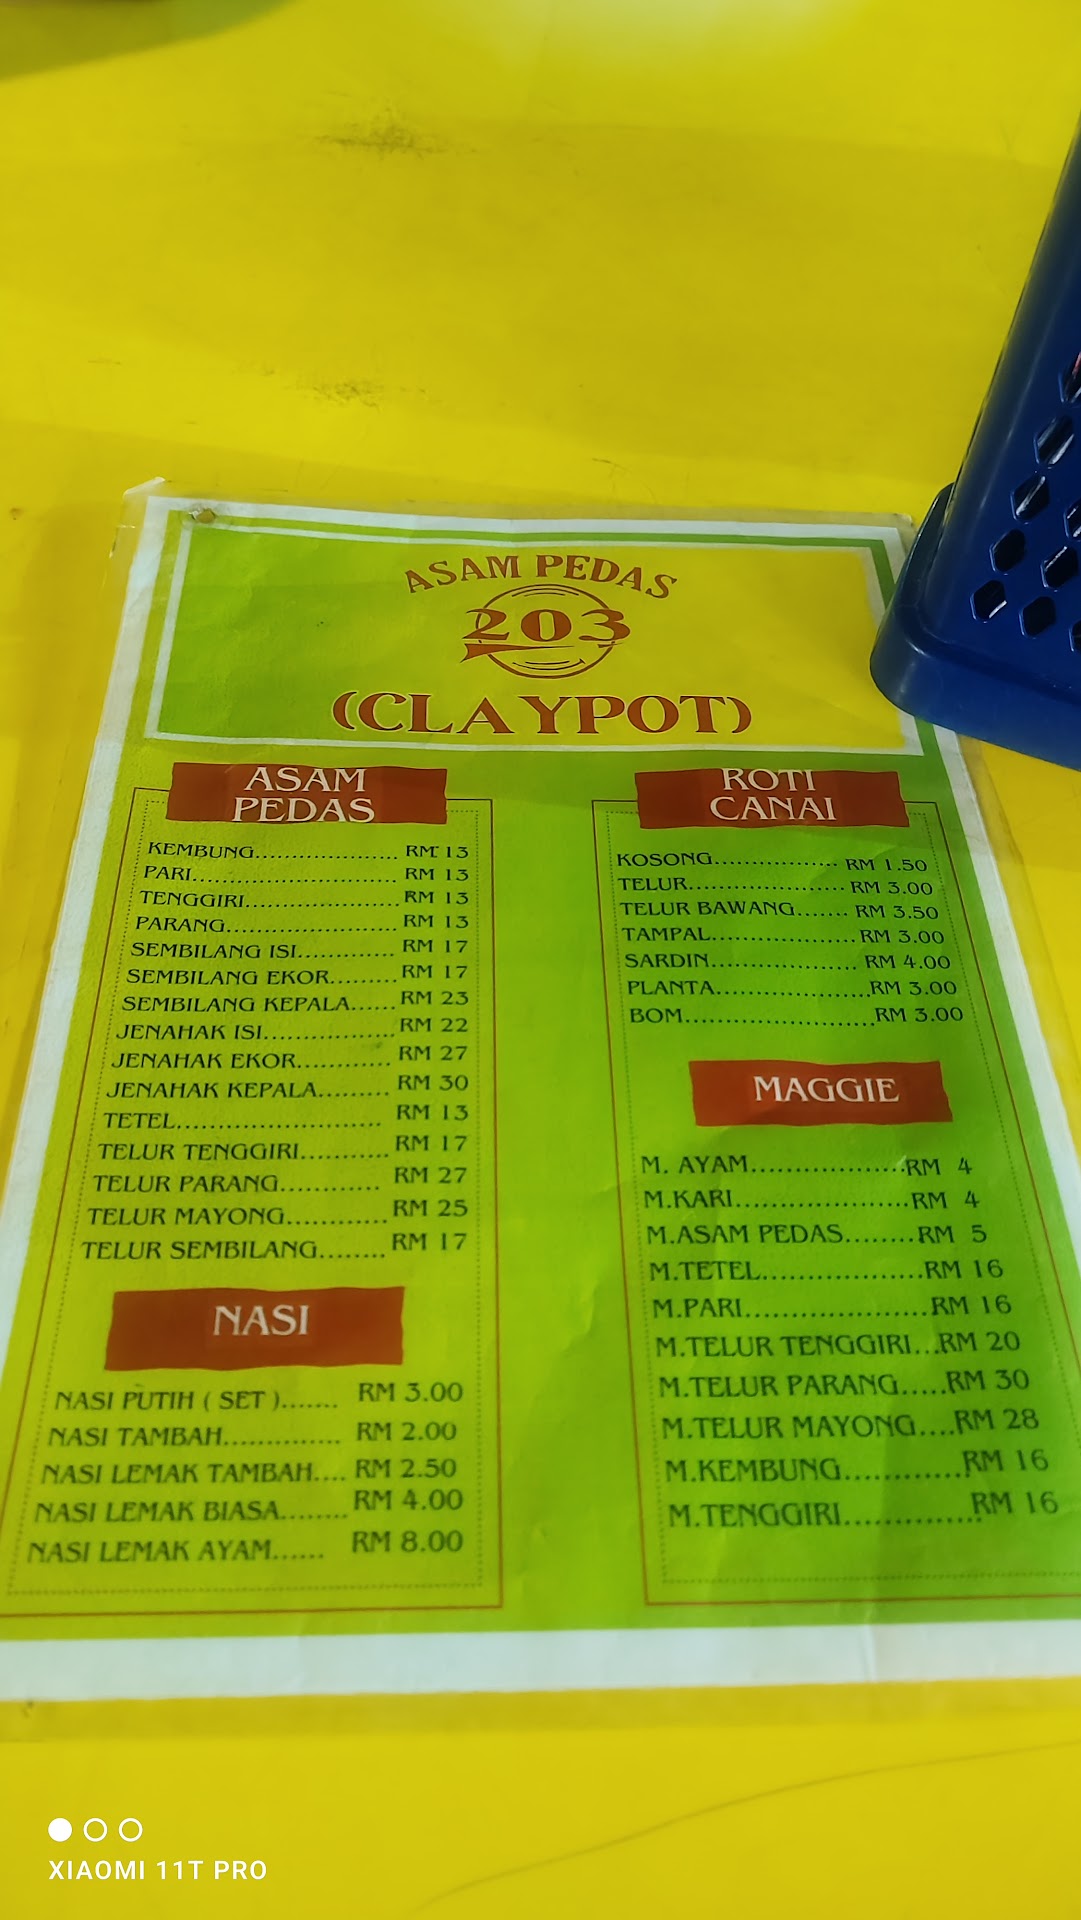 ASAM PEDAS
203
(CLAYPOT)
ASAM
PEDAS
KEMBUNG.................... RM 13
PARI............................ RM 13
TENGGIRI..................... RM 13
PARANG....................... RM 13
SEMBILANG ISI............. RM 17
SEMBILANG EKOR......... RM 17
SEMBILANG KEPALA...... RM 23
JENAHAK ISI.................. RM 22
JENAHAK EKOR............. RM 27
JENAHAK KEPALA......... RM 30
TETEL.......................... RM 13
TELUR TENGGIRI.......... RM 17
TELUR PARANG............ RM 27
TELUR MAYONG............ RM 25
TELUR SEMBILANG........ RM 17
NASI
NASI PUTIH ( SET )....... RM 3.00
NASI TAMBAH.............. RM 2.00
NASI LEMAK TAMBAH.... RM 2.50
NASI LEMAK BIASA........ RM 4.00
NASI LEMAK AYAM...... RM 8.00
ROTI
CANAI
KOSONG................. RM 1.50
TELUR...................... RM 3.00
TELUR BAWANG....... RM 3.50
TAMPAL.................... RM 3.00
SARDIN.................... RM 4.00
PLANTA.....................RM 3.00
BOM..........................RM 3.00
MAGGIE
M. AYAM...................RM 4
M.KARI......................RM 4
M.ASAM PEDAS.........RM 5
M.TETEL....................RM 16
M.PARI.......................RM 16
M.TELUR TENGGIRI...RM 20
M.TELUR PARANG.....RM 30
M.TELUR MAYONG....RM 28
M.KEMBUNG.............RM 16
M.TENGGIRI..............RM 16
XIAOMI 11T PRO